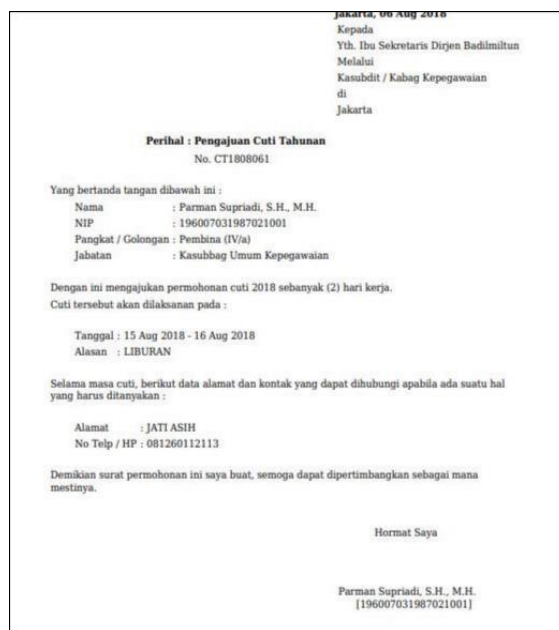 Jakarta, 06 Aug 2018
Kepada
Yth. Ibu Sekretaris Dirjen Badilmiltun
Melalui
Kasubdit / Kabag Kepegawaian
di
Jakarta
Perihal : Pengajuan Cuti Tahunan
No. CT1808061
Yang bertanda tangan dibawah ini :
Nama : Parman Supriadi, S.H., M.H.
NIP : 196007031987021001
Pangkat / Golongan : Pembina (IV/a)
Jabatan : Kasubbag Umum Kepegawaian
Dengan ini mengajukan permohonan cuti 2018 sebanyak (2) hari kerja.
Cuti tersebut akan dilaksanan pada :
Tanggal : 15 Aug 2018 - 16 Aug 2018
Alasan : LIBURAN
Selama masa cuti, berikut data alamat dan kontak yang dapat dihubungi apabila ada suatu hal
yang harus ditanyakan :
Alamat : JATI ASIH
No Telp / HP : 081260112113
Demikian surat permohonan ini saya buat, semoga dapat dipertimbangkan sebagai mana
mestinya.
Hormat Saya
Parman Supriadi, S.H., M.H.
[196007031987021001]